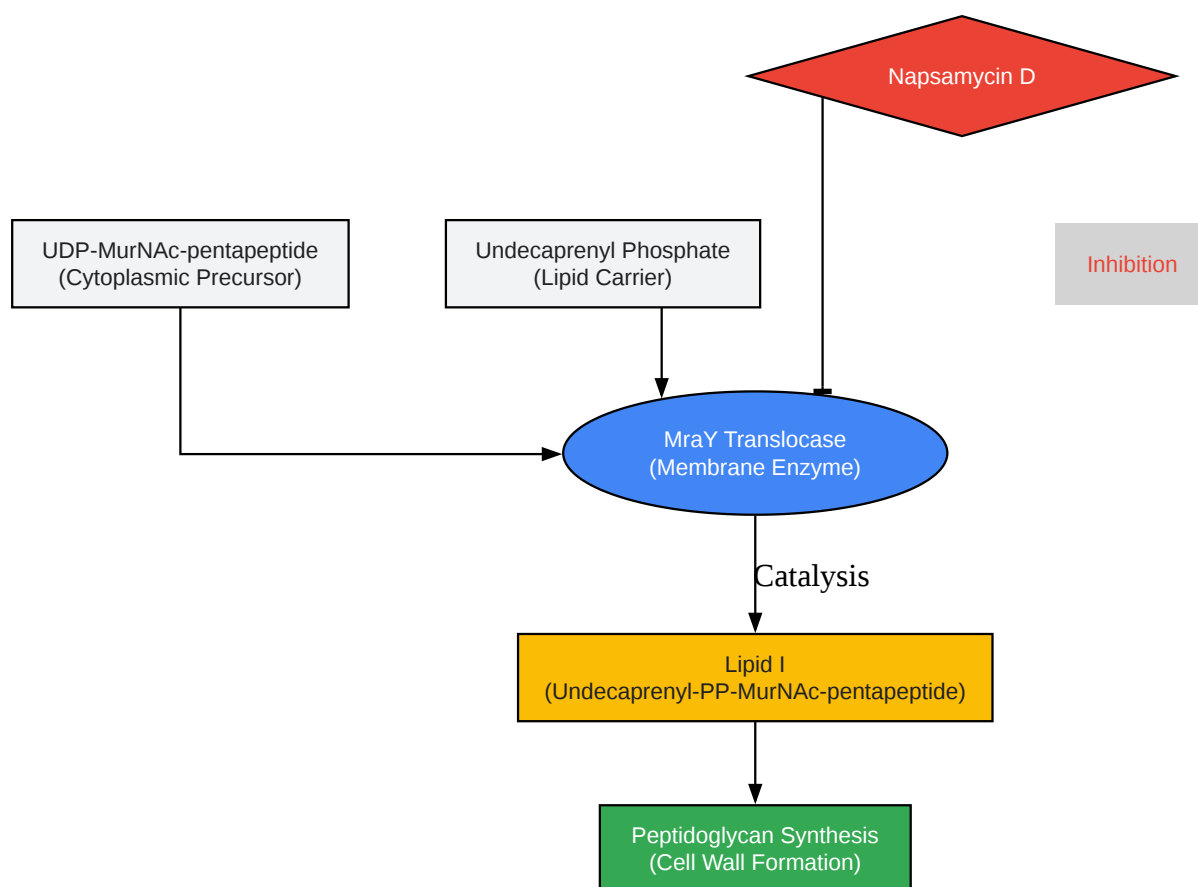 Napsamycin D
UDP-MurNAc-pentapeptide
(Cytoplasmic Precursor)
Undecaprenyl Phosphate
(Lipid Carrier)
Inhibition
MraY Translocase
(Membrane Enzyme)
Catalysis
Lipid I
(Undecaprenyl-PP-MurNAc-pentapeptide)
Peptidoglycan Synthesis
(Cell Wall Formation)